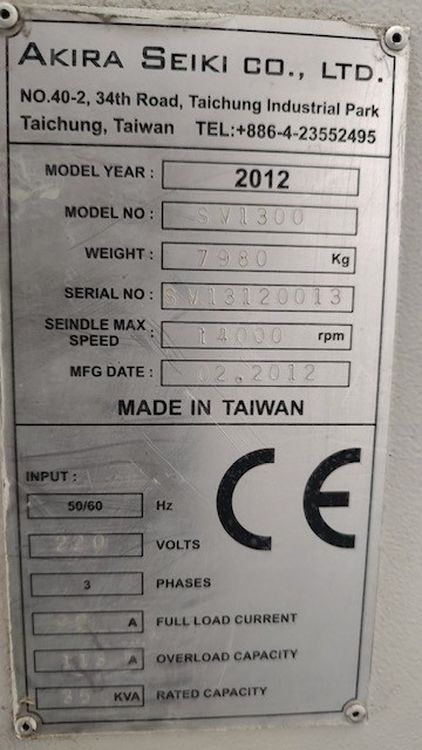 AKIRA SEIKI CO., LTD.
NO.40-2, 34th Road, Taichung Industrial Park
Taichung, Taiwan TEL:+886-4-23552495
MODEL YEAR : 2012
MODEL NO : SV1300
WEIGHT : 7980 Kg
SERIAL NO : SV13120013
SEINDLE MAX SPEED : 14000 rpm
MFG DATE : 02.2012
MADE IN TAIWAN
INPUT :
50/60 Hz
220 VOLTS
3 PHASES
A FULL LOAD CURRENT
A OVERLOAD CAPACITY
35 KVA RATED CAPACITY
CE